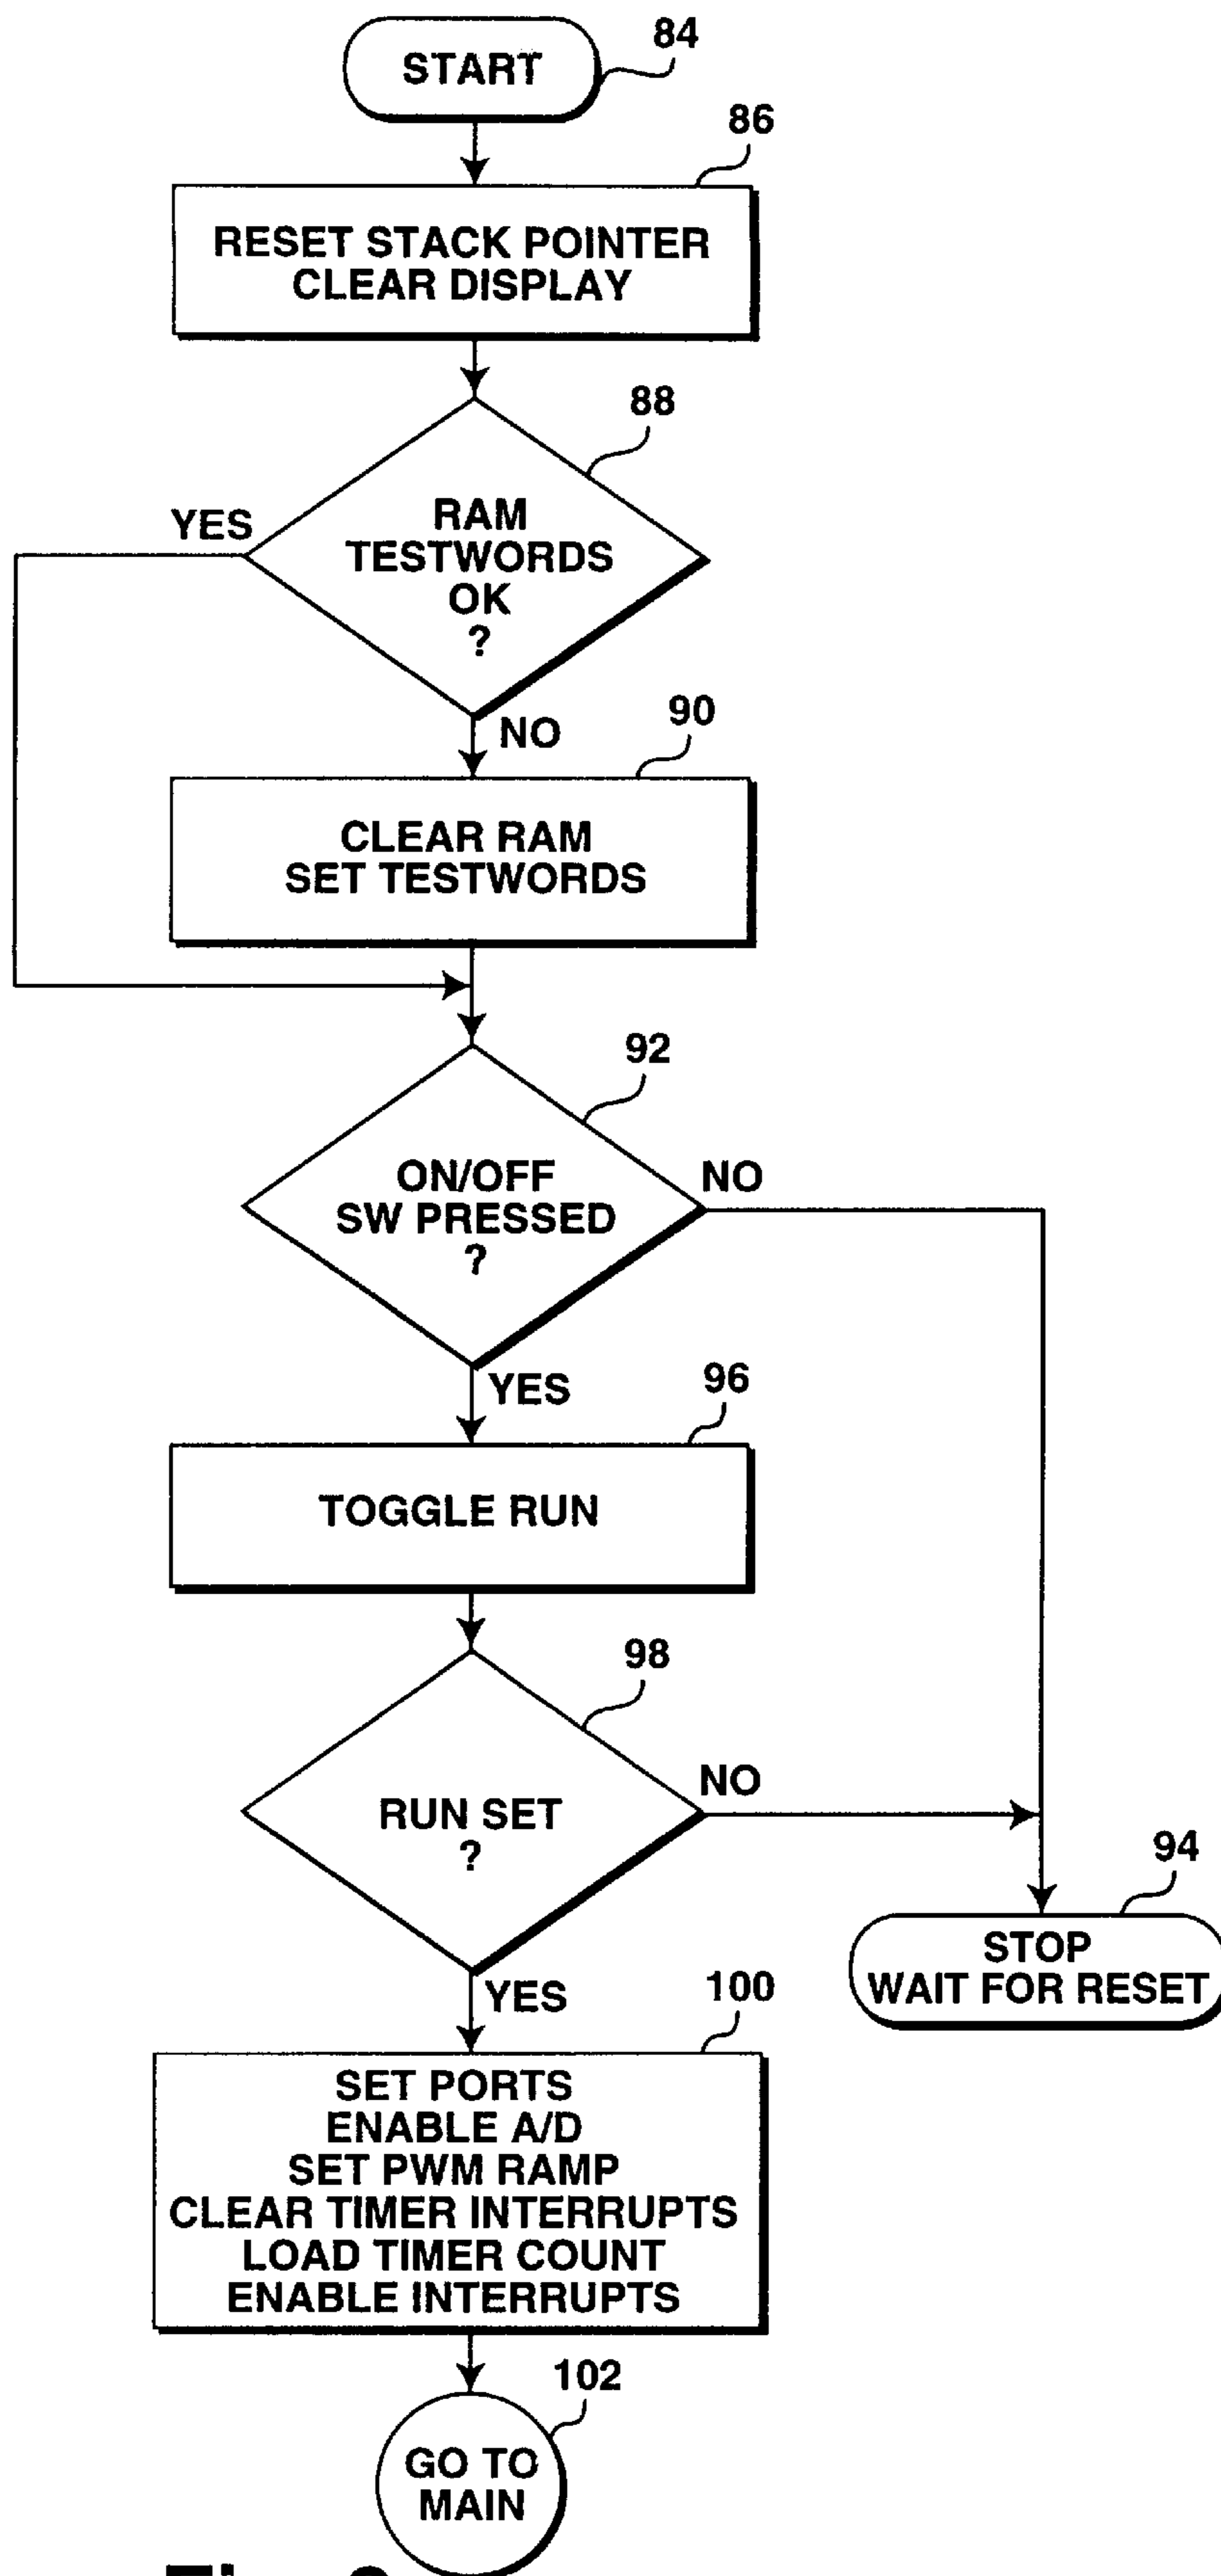 START
84
86
RESET STACK POINTER
CLEAR DISPLAY
88
YES
RAM
TESTWORDS
OK
?
NO
90
CLEAR RAM
SET TESTWORDS
92
ON/OFF
SW PRESSED
?
NO
YES
96
TOGGLE RUN
98
RUN SET
?
NO
94
STOP
WAIT FOR RESET
YES
100
SET PORTS
ENABLE A/D
SET PWM RAMP
CLEAR TIMER INTERRUPTS
LOAD TIMER COUNT
ENABLE INTERRUPTS
102
GO TO
MAIN